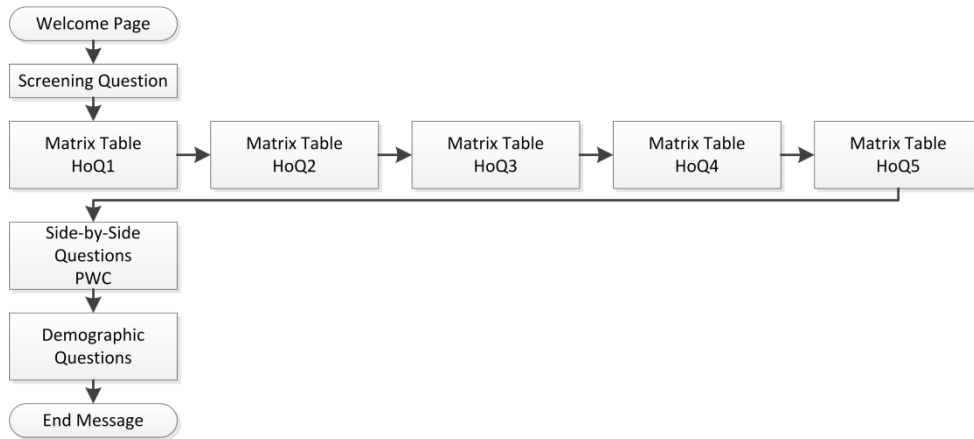 Welcome Page
Screening Question
Matrix Table
HoQ1
Matrix Table
HoQ2
Matrix Table
HoQ3
Matrix Table
HoQ4
Matrix Table
HoQ5
Side-by-Side
Questions
PWC
Demographic
Questions
End Message